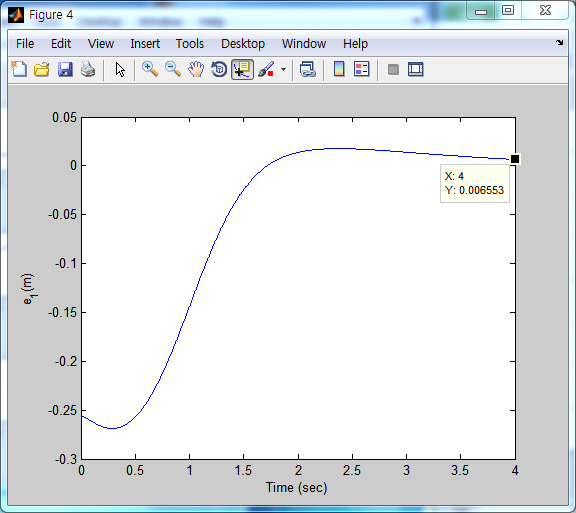 Figure 4
File Edit View Insert Tools Desktop Window Help
0.05
0
-0.05
-0.1
-0.15
-0.2
-0.25
-0.3
e1 (m)
X: 4
Y: 0.006553
0 0.5 1 1.5 2 2.5 3 3.5 4
Time (sec)